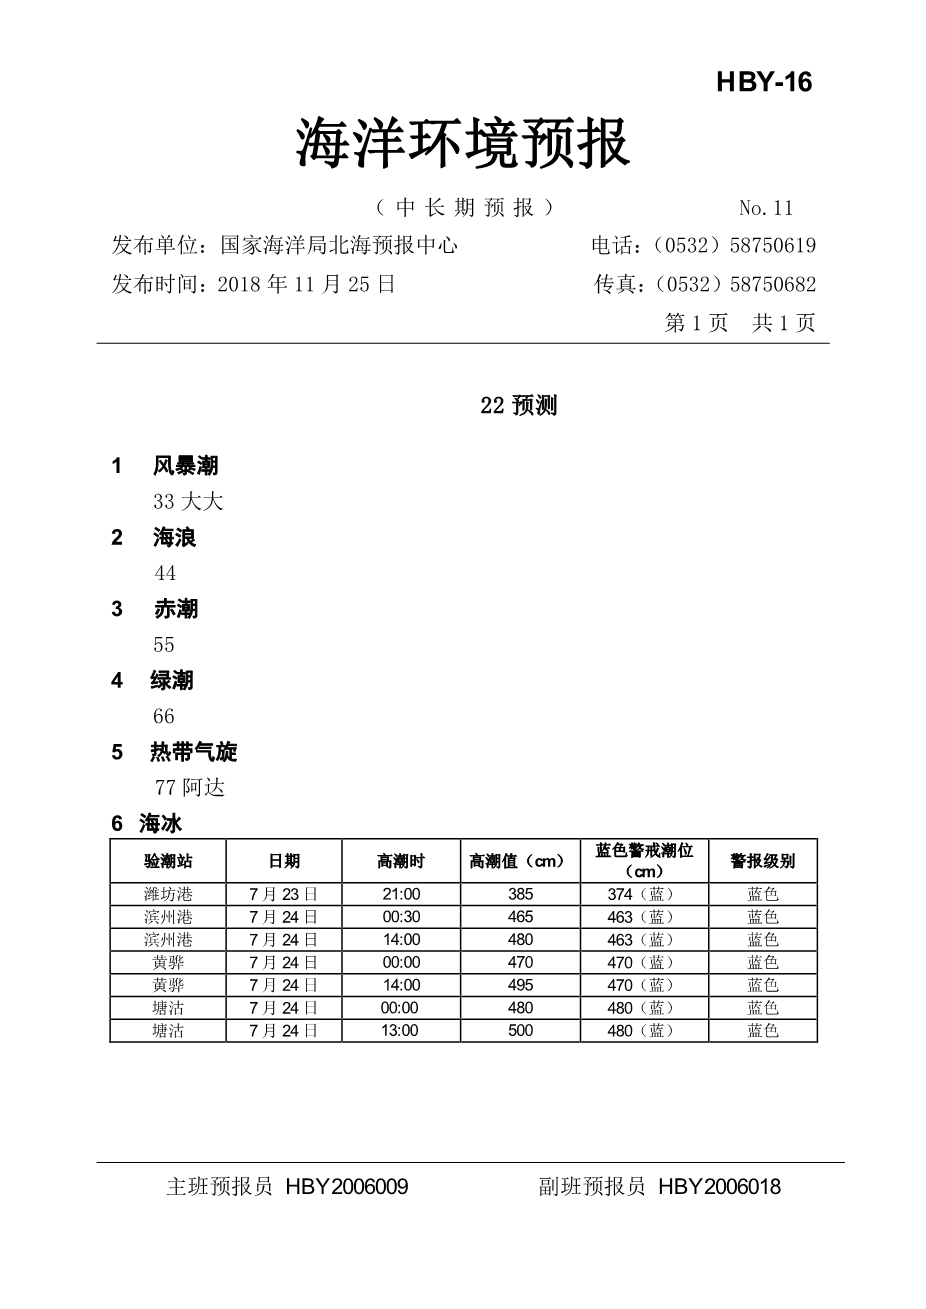 HBY-16
海洋环境预报
（中长期预报） No.11
发布单位：国家海洋局北海预报中心 电话：（0532）58750619
发布时间：2018 年 11 月 25 日 传真：（0532）58750682
第 1 页 共 1 页
22 预测
1 风暴潮
33 大大
2 海浪
44
3 赤潮
55
4 绿潮
66
5 热带气旋
77 阿达
6 海冰
验潮站 日期 高潮时 高潮值（cm） 蓝色警戒潮位（cm） 警报级别
潍坊港 7 月 23 日 21:00 385 374（蓝） 蓝色
滨州港 7 月 24 日 00:30 465 463（蓝） 蓝色
滨州港 7 月 24 日 14:00 480 463（蓝） 蓝色
黄骅 7 月 24 日 00:00 470 470（蓝） 蓝色
黄骅 7 月 24 日 14:00 495 470（蓝） 蓝色
塘沽 7 月 24 日 00:00 480 480（蓝） 蓝色
塘沽 7 月 24 日 13:00 500 480（蓝） 蓝色
主班预报员 HBY2006009 副班预报员 HBY2006018